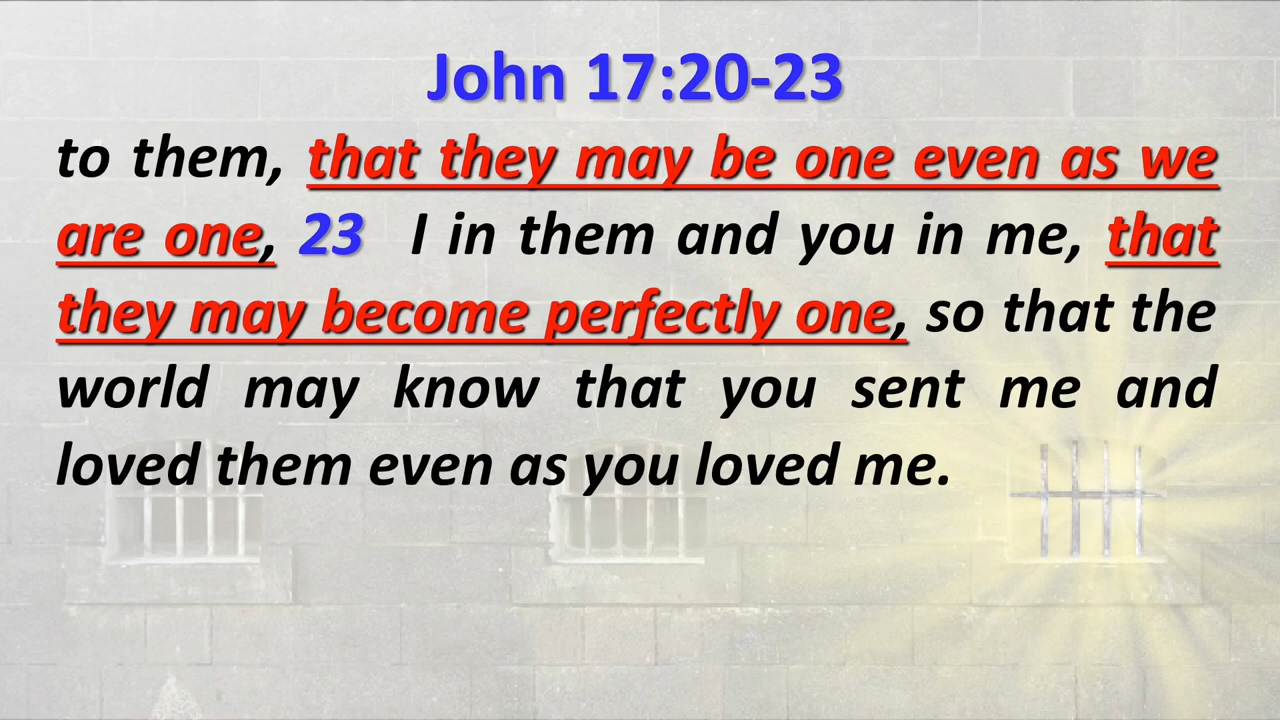 John 17:20-23
to them, that they may be one even as we
are one, 23 I in them and you in me, that
they may become perfectly one, so that the
world may know that you sent me and
loved them even as you loved me.